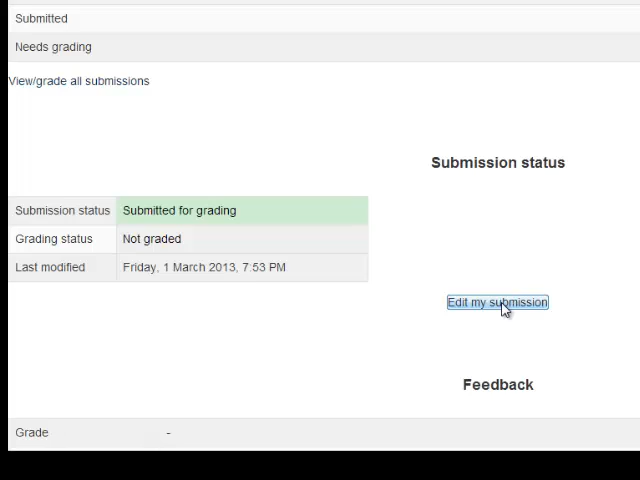 Submitted
Needs grading
View/grade all submissions
Submission status
Submission status Submitted for grading
Grading status Not graded
Last modified Friday, 1 March 2013, 7:53 PM
Edit my submission
Feedback
Grade -